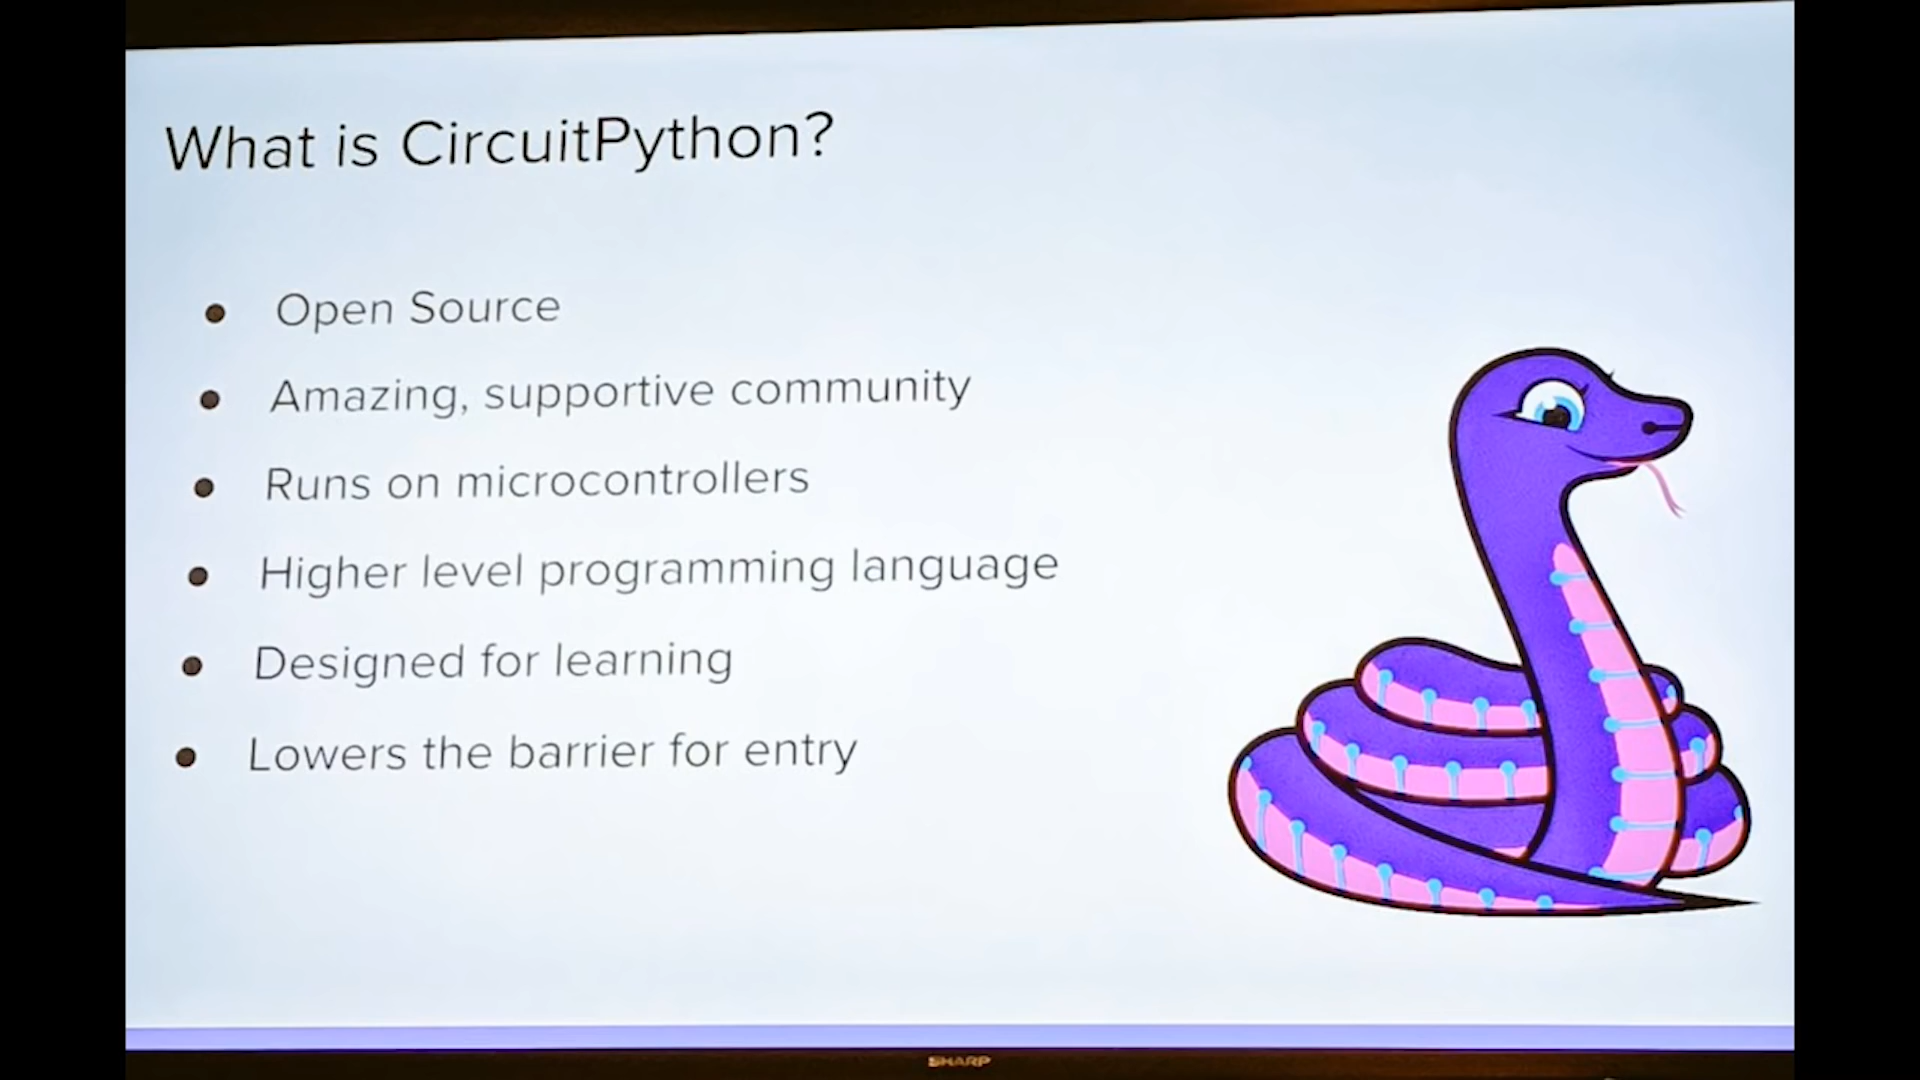 What is CircuitPython?
● Open Source
● Amazing, supportive community
● Runs on microcontrollers
● Higher level programming language
● Designed for learning
● Lowers the barrier for entry
SHARP